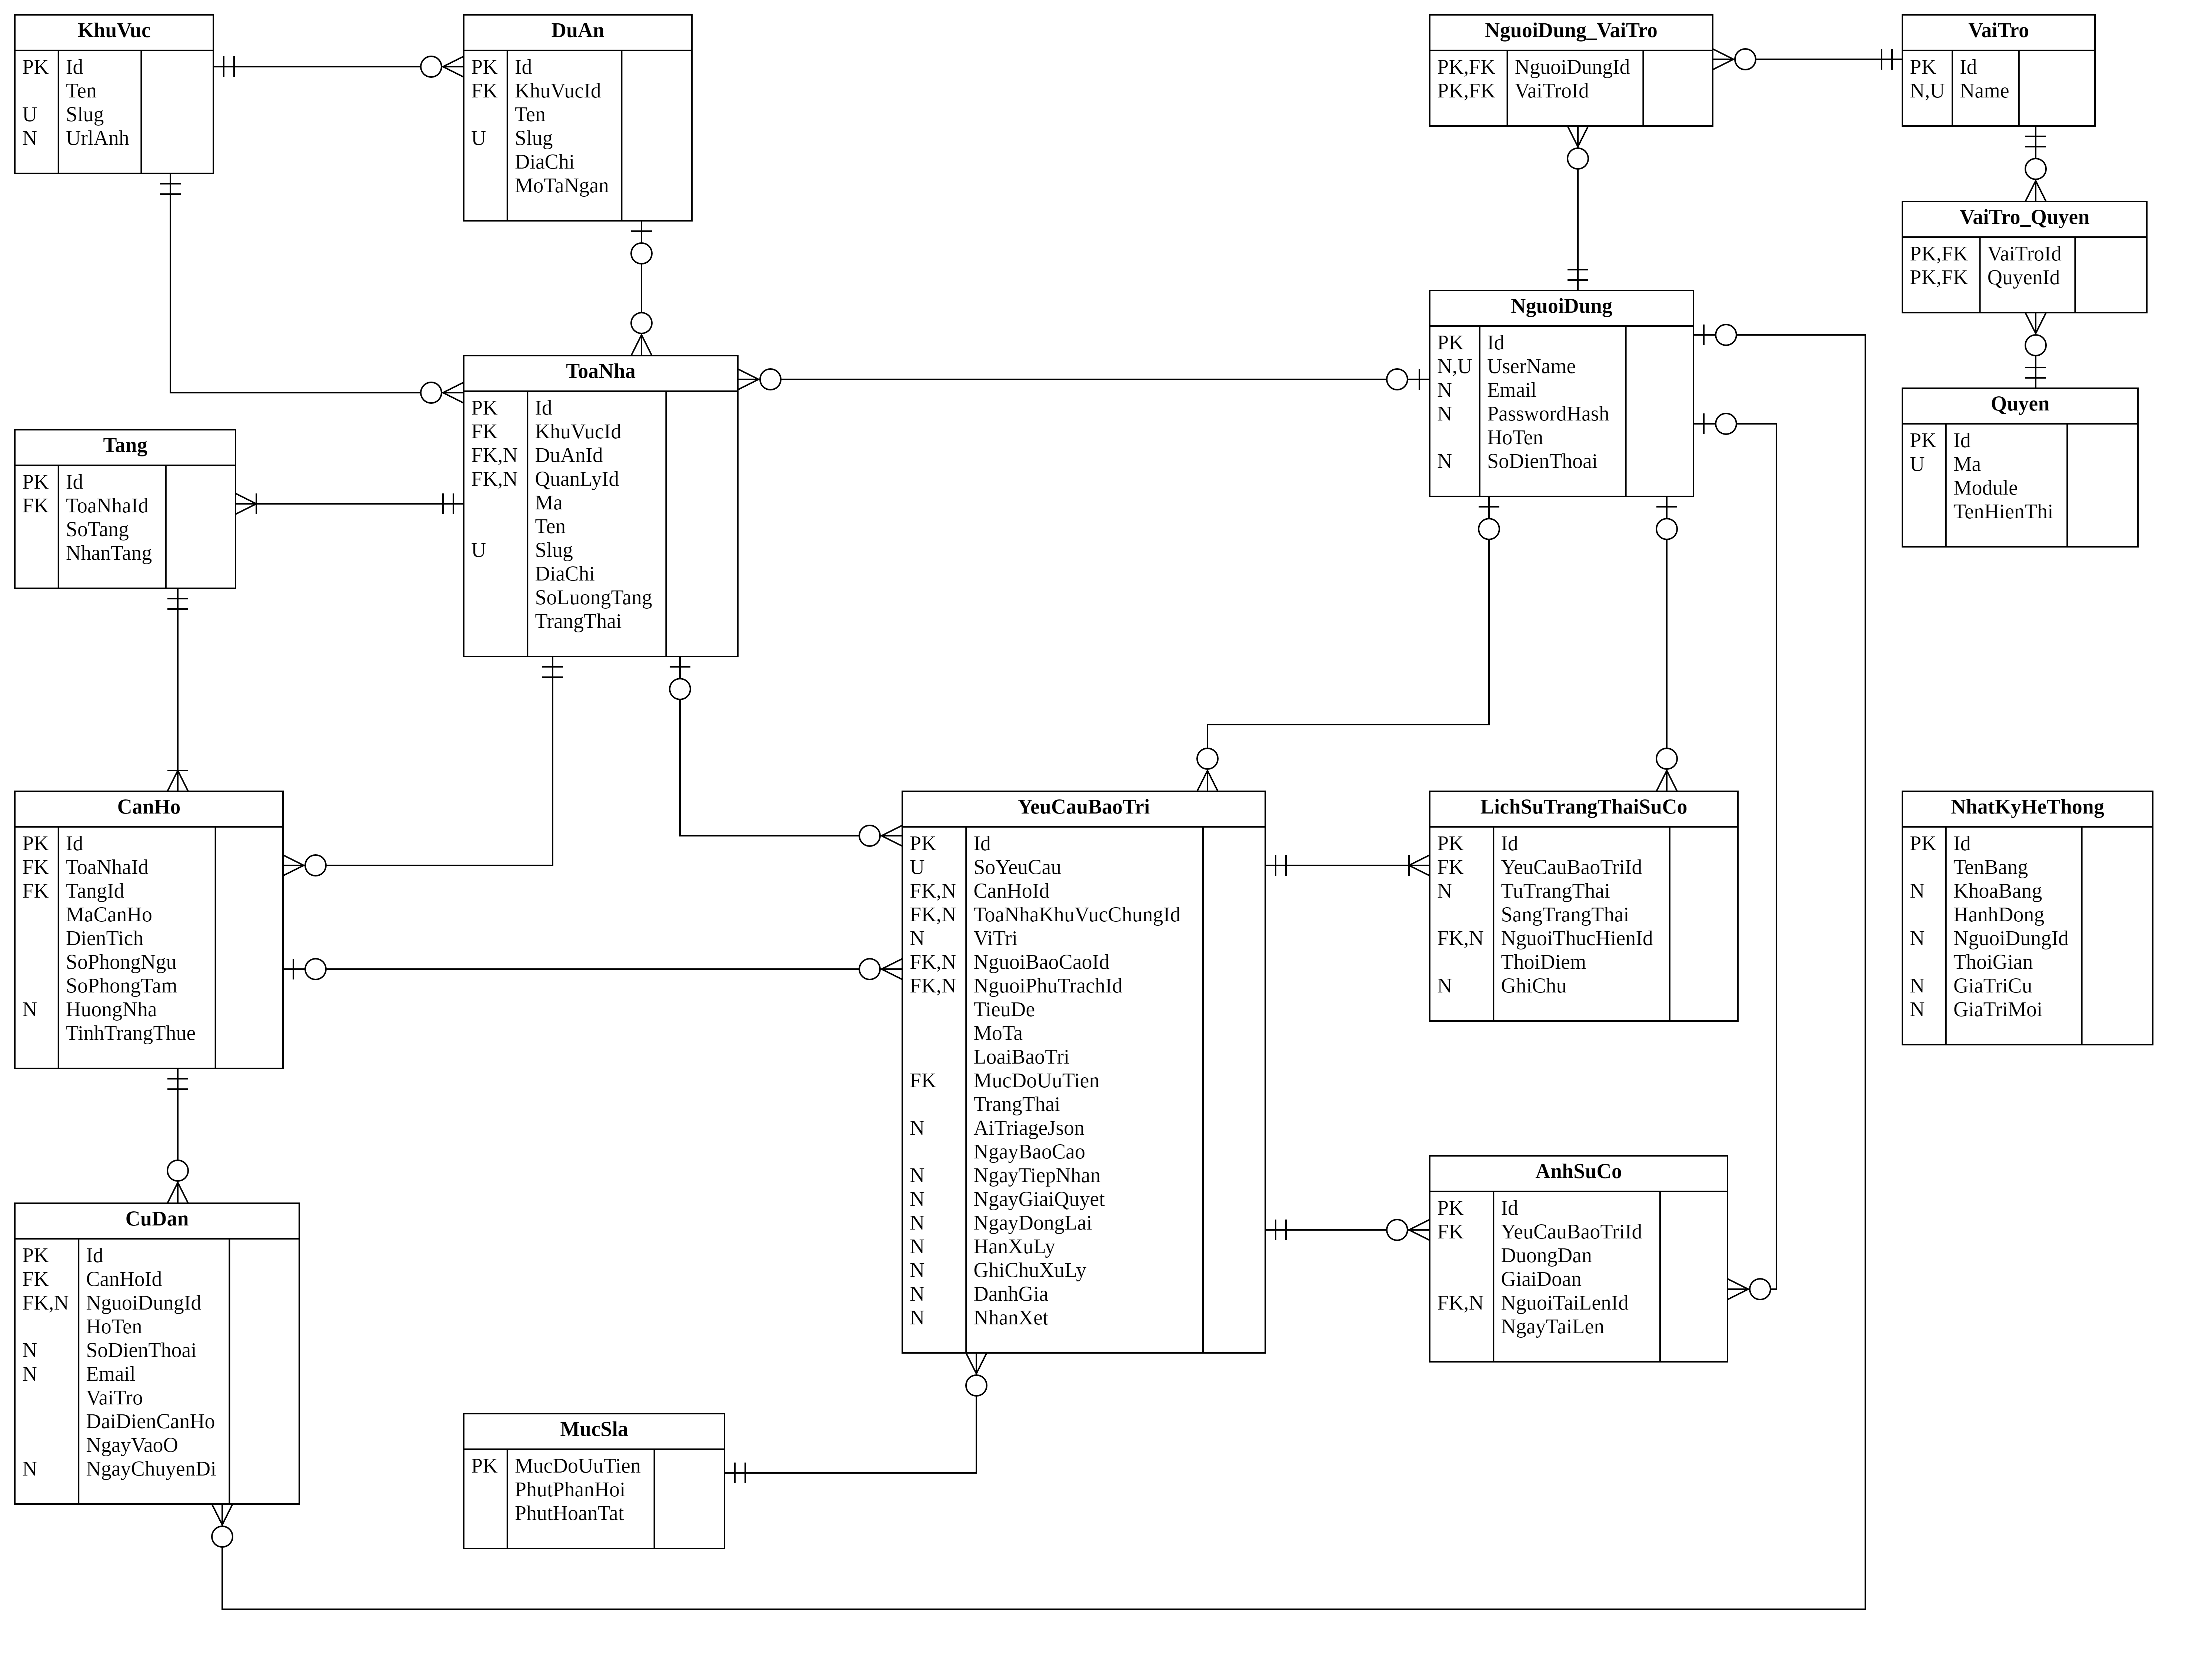 KhuVuc
PK Id
Ten
U Slug
N UrlAnh
DuAn
PK Id
FK KhuVucId
Ten
U Slug
DiaChi
MoTaNgan
NguoiDung_VaiTro
PK,FK NguoiDungId
PK,FK VaiTroId
VaiTro
PK Id
N,U Name
VaiTro_Quyen
PK,FK VaiTroId
PK,FK QuyenId
NguoiDung
PK Id
N,U UserName
N Email
N PasswordHash
HoTen
N SoDienThoai
Quyen
PK Id
U Ma
Module
TenHienThi
ToaNha
PK Id
FK KhuVucId
FK,N DuAnId
FK,N QuanLyId
Ma
Ten
U Slug
DiaChi
SoLuongTang
TrangThai
Tang
PK Id
FK ToaNhaId
SoTang
NhanTang
CanHo
PK Id
FK ToaNhaId
FK TangId
MaCanHo
DienTich
SoPhongNgu
SoPhongTam
N HuongNha
TinhTrangThue
YeuCauBaoTri
PK Id
U SoYeuCau
FK,N CanHoId
FK,N ToaNhaKhuVucChungId
N ViTri
FK,N NguoiBaoCaoId
FK,N NguoiPhuTrachId
TieuDe
MoTa
LoaiBaoTri
FK MucDoUuTien
TrangThai
N AiTriageJson
NgayBaoCao
N NgayTiepNhan
N NgayGiaiQuyet
N NgayDongLai
N HanXuLy
N GhiChuXuLy
N DanhGia
N NhanXet
LichSuTrangThaiSuCo
PK Id
FK YeuCauBaoTriId
N TuTrangThai
SangTrangThai
FK,N NguoiThucHienId
ThoiDiem
N GhiChu
NhatKyHeThong
PK Id
TenBang
N KhoaBang
HanhDong
N NguoiDungId
ThoiGian
N GiaTriCu
N GiaTriMoi
AnhSuCo
PK Id
FK YeuCauBaoTriId
DuongDan
GiaiDoan
FK,N NguoiTaiLenId
NgayTaiLen
CuDan
PK Id
FK CanHoId
FK,N NguoiDungId
HoTen
N SoDienThoai
N Email
VaiTro
DaiDienCanHo
NgayVaoO
N NgayChuyenDi
MucSla
PK MucDoUuTien
PhutPhanHoi
PhutHoanTat